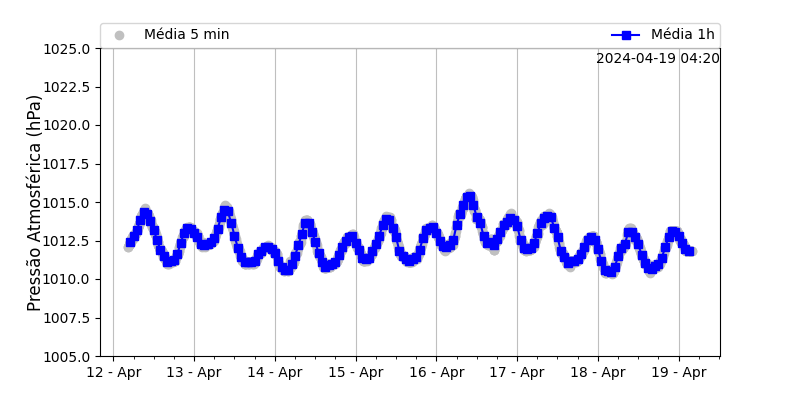 Média 5 min
Média 1h
2024-04-19 04:20
Pressão Atmosférica (hPa)
1025.0
1022.5
1020.0
1017.5
1015.0
1012.5
1010.0
1007.5
1005.0
12 - Apr
13 - Apr
14 - Apr
15 - Apr
16 - Apr
17 - Apr
18 - Apr
19 - Apr